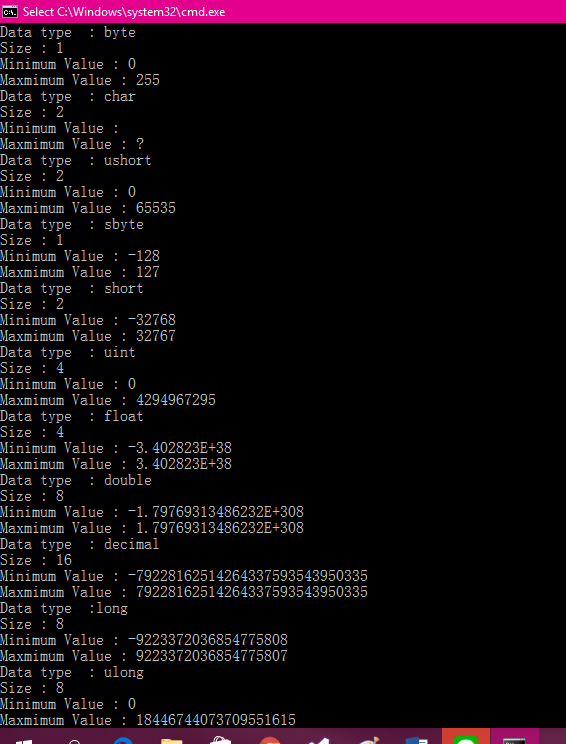 Select C:\Windows\system32\cmd.exe
Data type  : byte
Size : 1
Minimum Value : 0
Maxmimum Value : 255
Data type  : char
Size : 2
Minimum Value :
Maxmimum Value : ?
Data type  : ushort
Size : 2
Minimum Value : 0
Maxmimum Value : 65535
Data type  : sbyte
Size : 1
Minimum Value : -128
Maxmimum Value : 127
Data type  : short
Size : 2
Minimum Value : -32768
Maxmimum Value : 32767
Data type  : uint
Size : 4
Minimum Value : 0
Maxmimum Value : 4294967295
Data type  : float
Size : 4
Minimum Value : -3.402823E+38
Maxmimum Value : 3.402823E+38
Data type  : double
Size : 8
Minimum Value : -1.79769313486232E+308
Maxmimum Value : 1.79769313486232E+308
Data type  : decimal
Size : 16
Minimum Value : -79228162514264337593543950335
Maxmimum Value : 79228162514264337593543950335
Data type  :long
Size : 8
Minimum Value : -9223372036854775808
Maxmimum Value : 9223372036854775807
Data type  : ulong
Size : 8
Minimum Value : 0
Maxmimum Value : 18446744073709551615